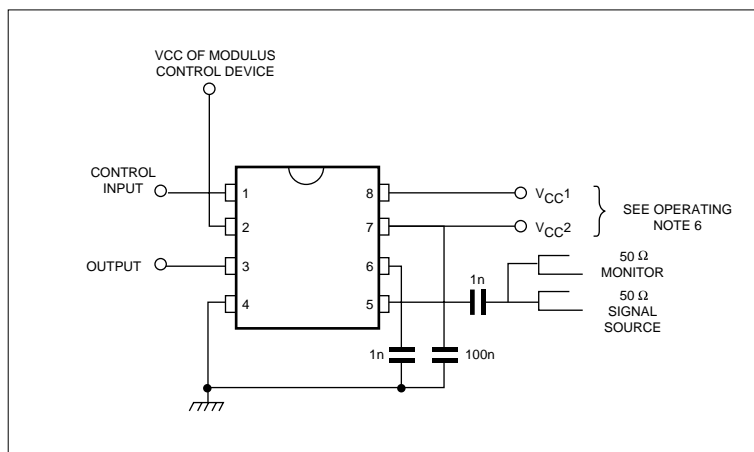 VCC OF MODULUS
CONTROL DEVICE
CONTROL
INPUT
OUTPUT
1
2
3
4
8
7
6
5
VCC1
VCC2
SEE OPERATING
NOTE 6
50 Ω
MONITOR
50 Ω
SIGNAL
SOURCE
1n
1n
100n